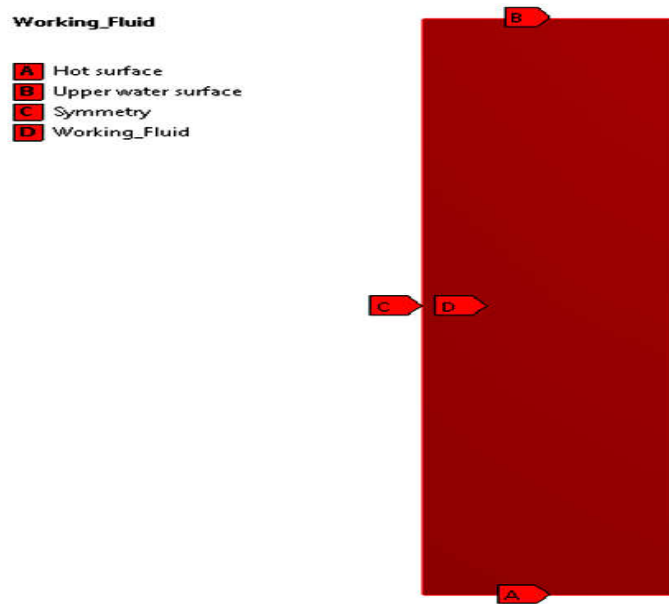 Working_Fluid
A Hot surface
B Upper water surface
C Symmetry
D Working_Fluid
B
C D
A